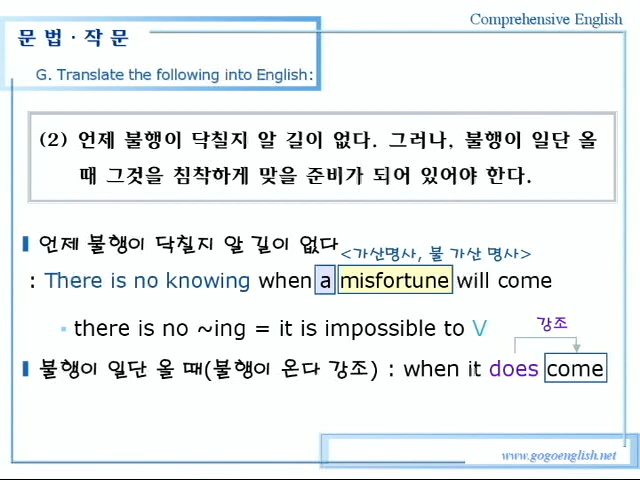 Comprehensive English
문 법 · 작 문
G. Translate the following into English:
(2) 언제 불행이 닥칠지 알 길이 없다. 그러나, 불행이 일단 올
때 그것을 침착하게 맞을 준비가 되어 있어야 한다.
언제 불행이 닥칠지 알 길이 없다
<가산명사, 불 가산 명사>
: There is no knowing when a misfortune will come
there is no ~ing = it is impossible to V
강조
불행이 일단 올 때(불행이 온다 강조) : when it does come
www.gogoenglish.net